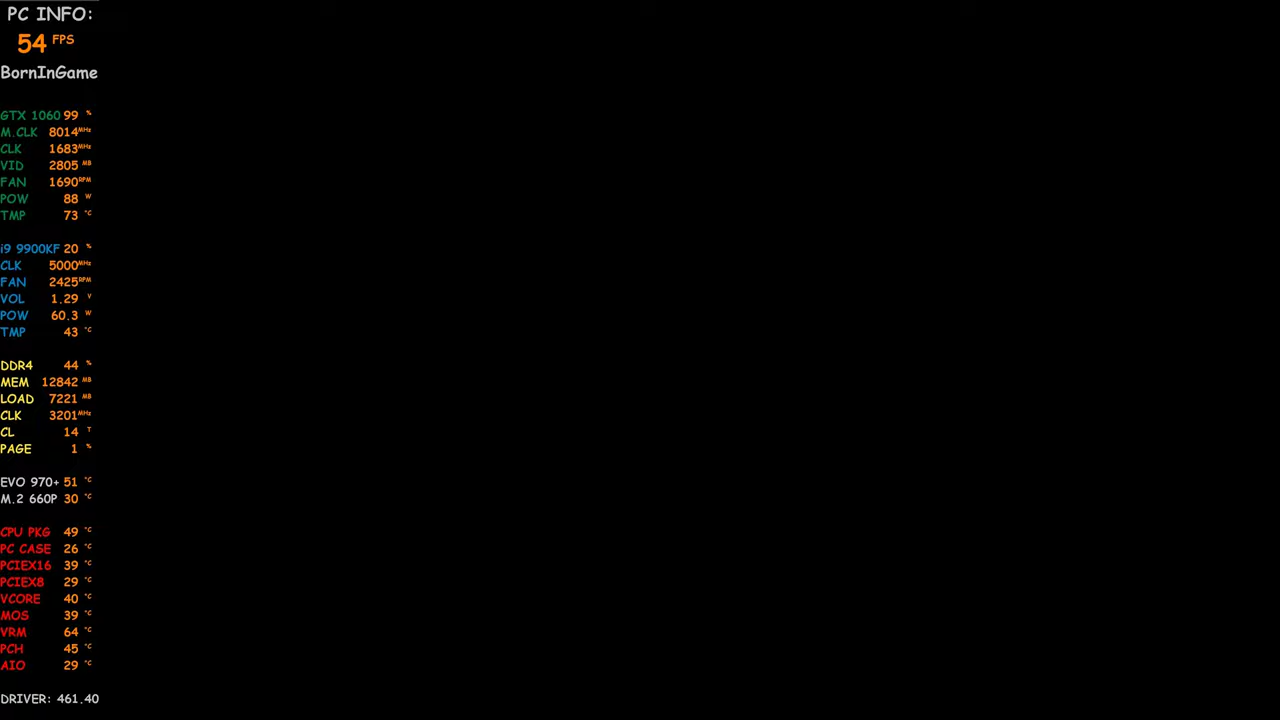 PC INFO:
54 FPS
BornInGame
GTX 1060 99 %
M.CLK 8014 MHz
CLK 1683 MHz
VID 2805 MB
FAN 1690 RPM
POW 88 W
TMP 73 °C
i9 9900KF 20 %
CLK 5000 MHz
FAN 2425 RPM
VOL 1.29 V
POW 60.3 W
TMP 43 °C
DDR4 44 %
MEM 12842 MB
LOAD 7221 MB
CLK 3201 MHz
CL 14 T
PAGE 1 %
EVO 970+ 51 °C
M.2 660P 30 °C
CPU PKG 49 °C
PC CASE 26 °C
PCIEX16 39 °C
PCIEX8 29 °C
VCORE 40 °C
MOS 39 °C
VRM 64 °C
PCH 45 °C
AIO 29 °C
DRIVER: 461.40